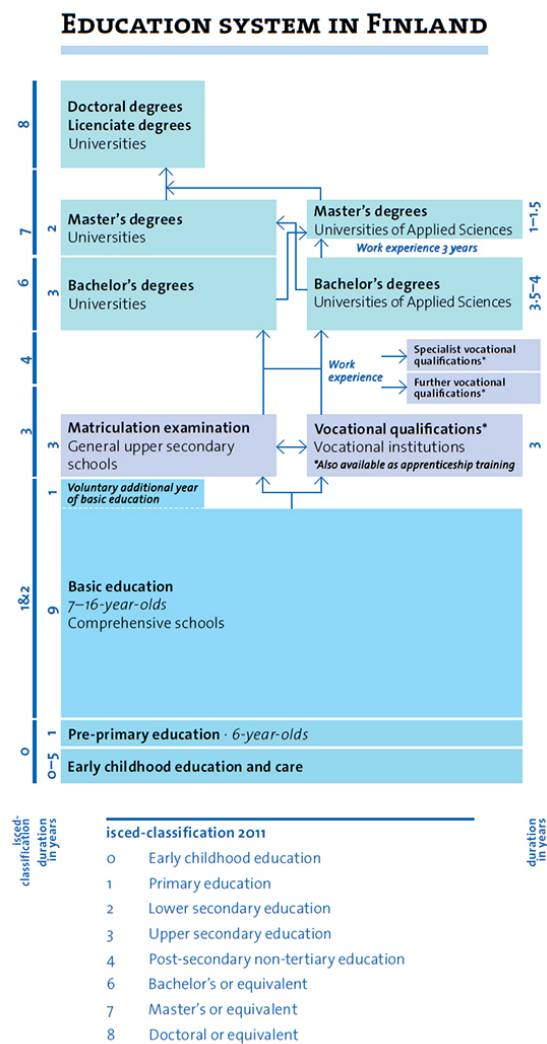 Education system in Finland
Doctoral degrees
Licenciate degrees
Universities
8
Master's degrees
Universities
7
2
Master's degrees
Universities of Applied Sciences
1–1.5
Work experience 3 years
Bachelor's degrees
Universities
6
3
Bachelor's degrees
Universities of Applied Sciences
3.5–4
4
Work
experience
Specialist vocational
qualifications*
Further vocational
qualifications*
3
3
Matriculation examination
General upper secondary
schools
Vocational qualifications*
Vocational institutions
*Also available as apprenticeship training
3
1
Voluntary additional year
of basic education
1&2
9
Basic education
7–16-year-olds
Comprehensive schools
0
1
Pre-primary education · 6-year-olds
0–5
Early childhood education and care
isced-
classification
duration
in years
duration
in years
isced-classification 2011
0 Early childhood education
1 Primary education
2 Lower secondary education
3 Upper secondary education
4 Post-secondary non-tertiary education
6 Bachelor's or equivalent
7 Master's or equivalent
8 Doctoral or equivalent